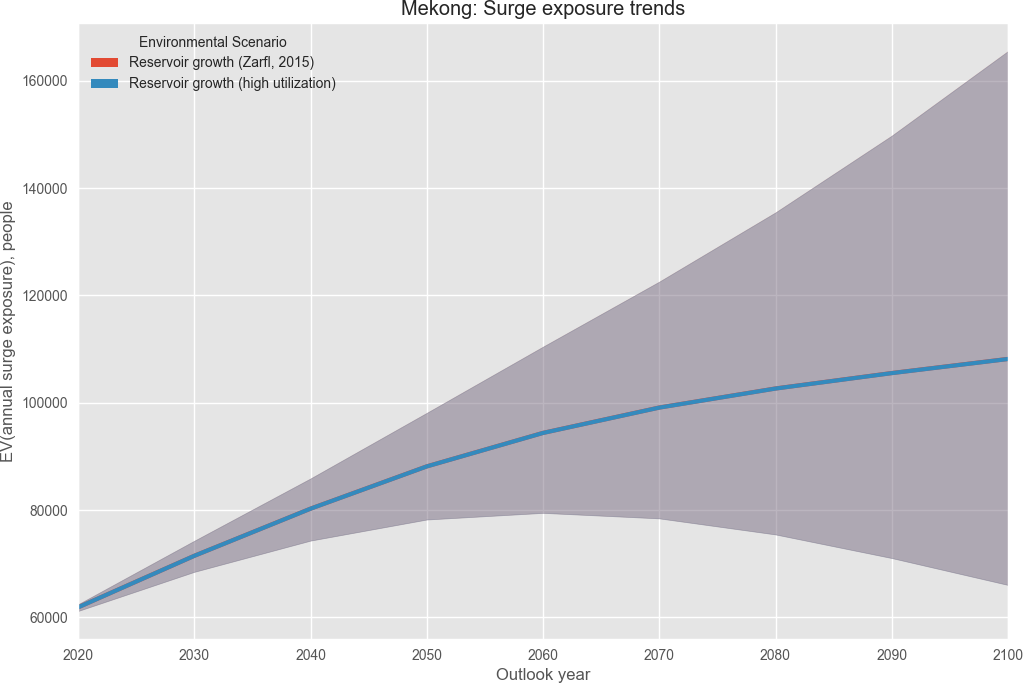 Mekong: Surge exposure trends
Environmental Scenario
Reservoir growth (Zarfl, 2015)
Reservoir growth (high utilization)
EV(annual surge exposure), people
160000
140000
120000
100000
80000
60000
2020 2030 2040 2050 2060 2070 2080 2090 2100
Outlook year